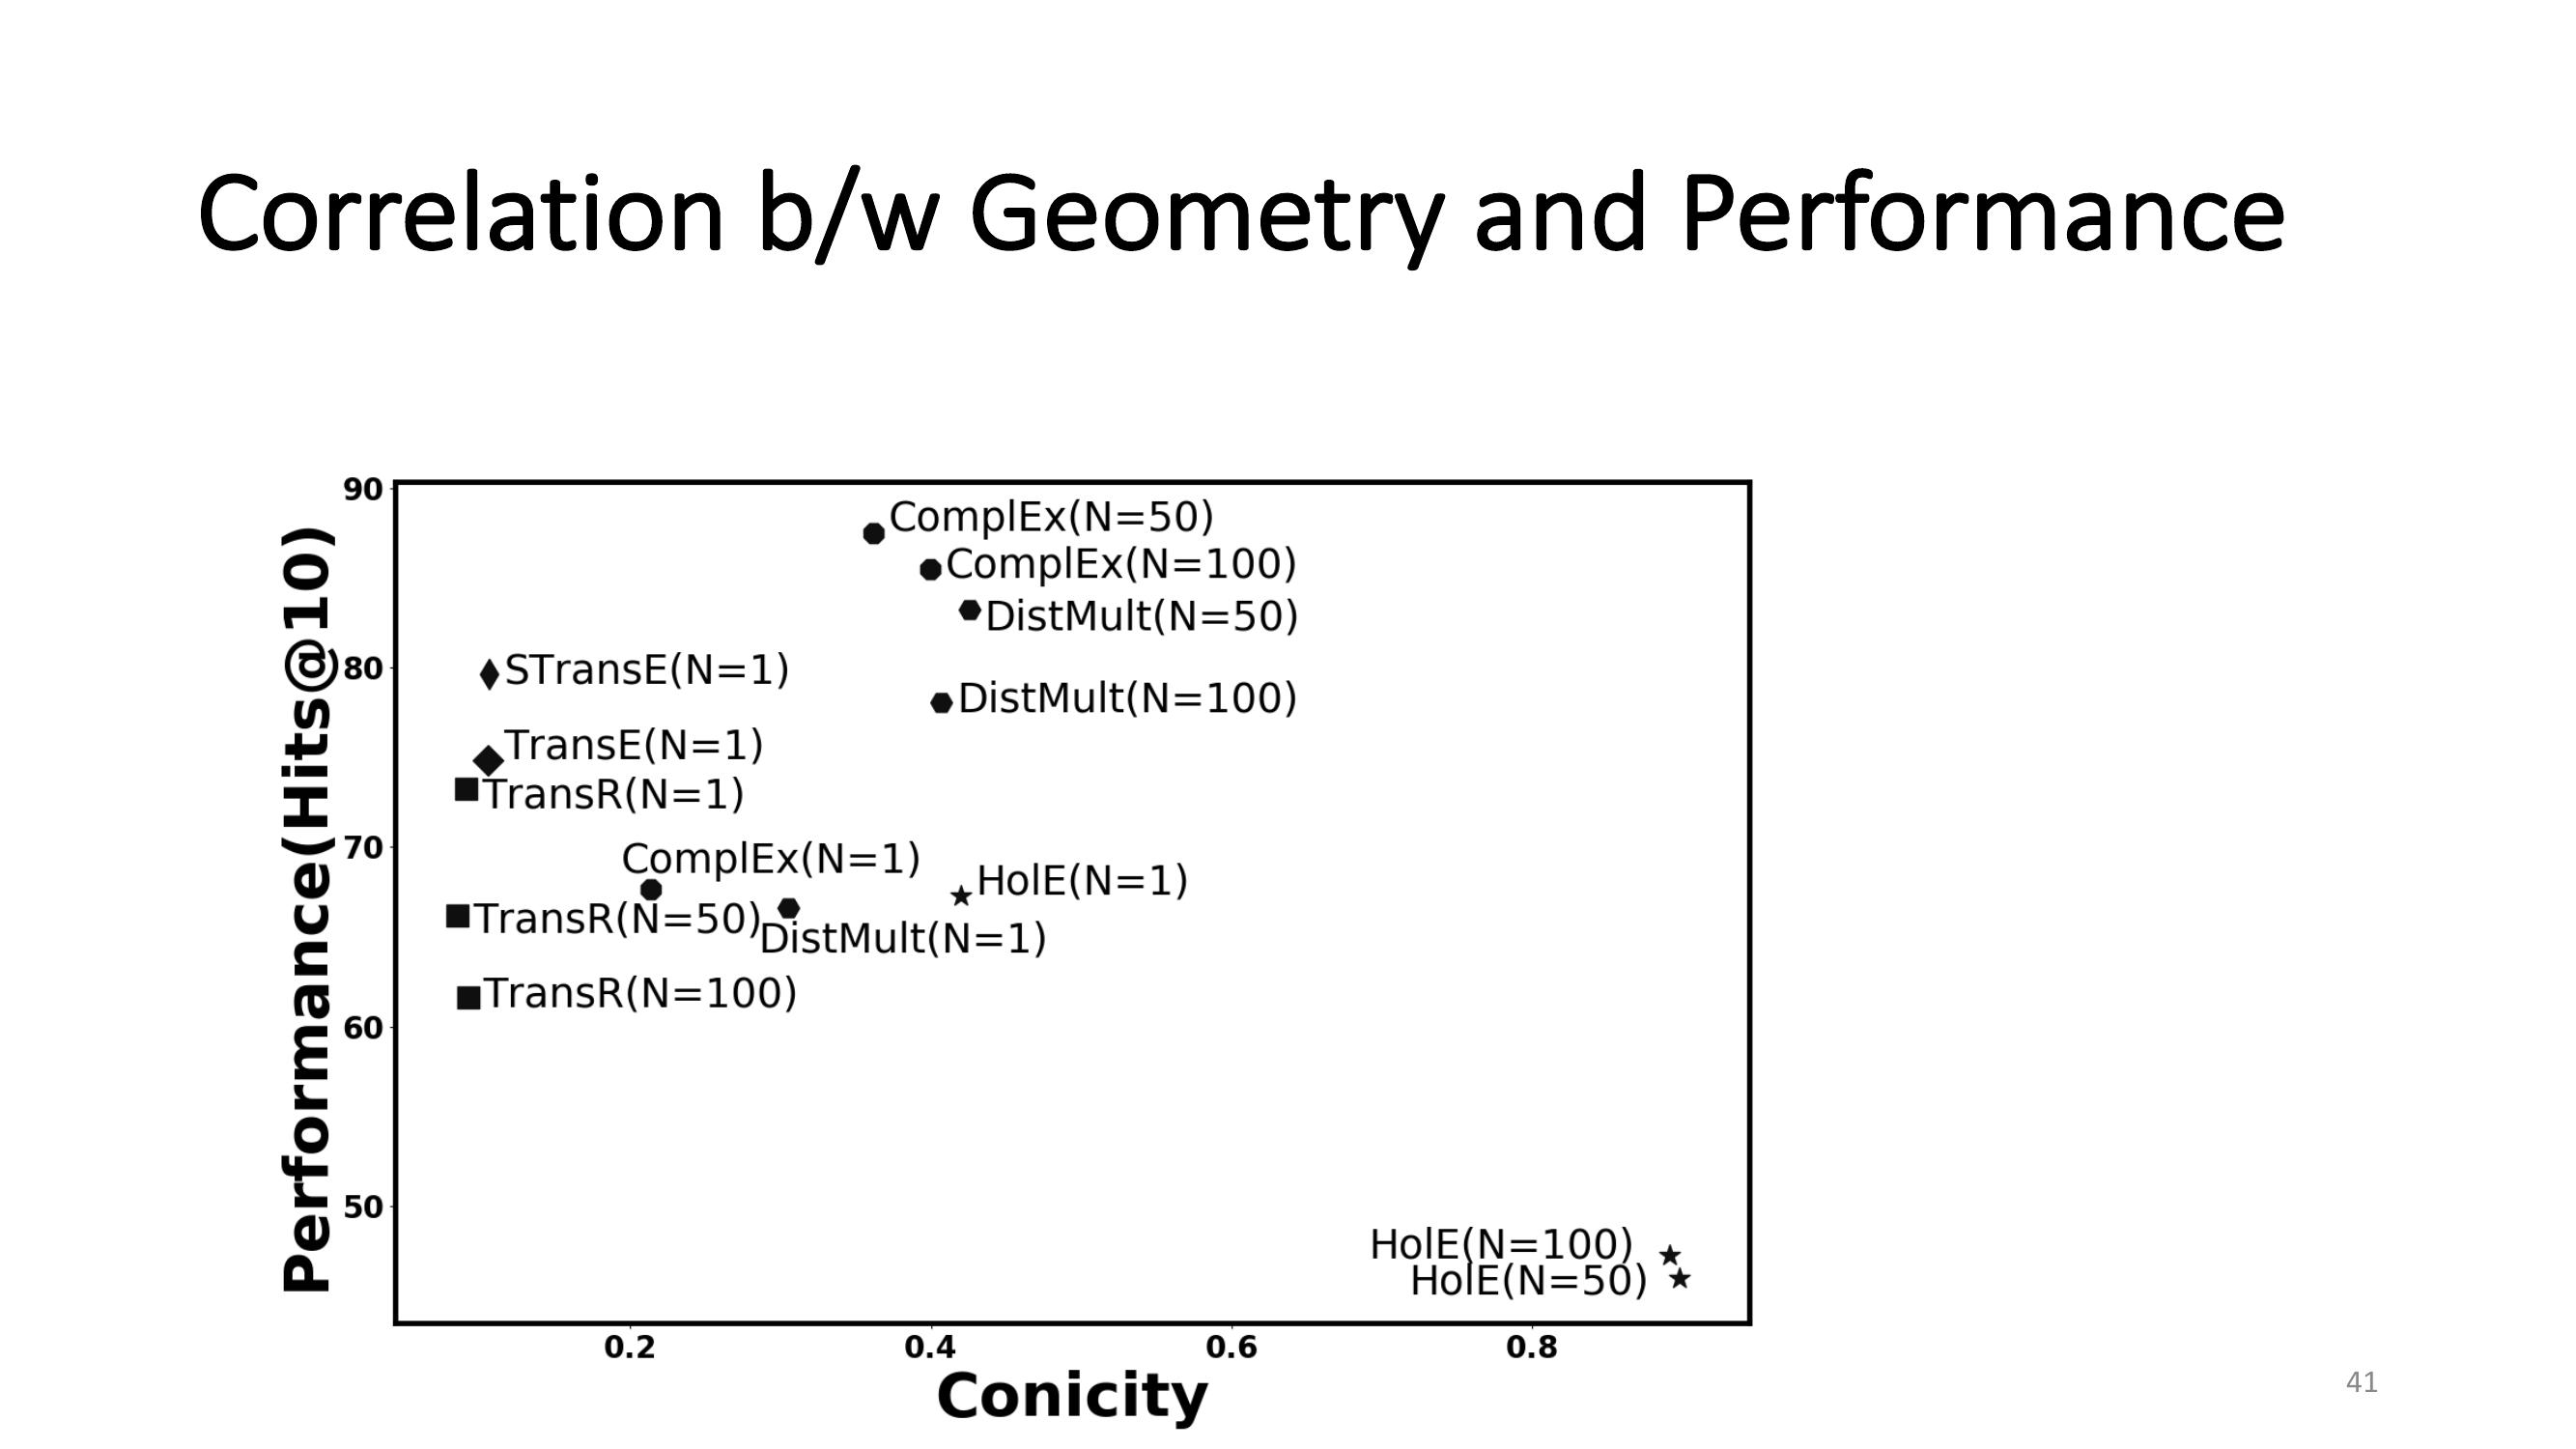 Correlation b/w Geometry and Performance
90
80
70
60
50
Performance(Hits@10)
ComplEx(N=50)
ComplEx(N=100)
DistMult(N=50)
STransE(N=1)
DistMult(N=100)
TransE(N=1)
TransR(N=1)
ComplEx(N=1)
HolE(N=1)
TransR(N=50)
DistMult(N=1)
TransR(N=100)
HolE(N=100)
HolE(N=50)
0.2 0.4 0.6 0.8
Conicity
41